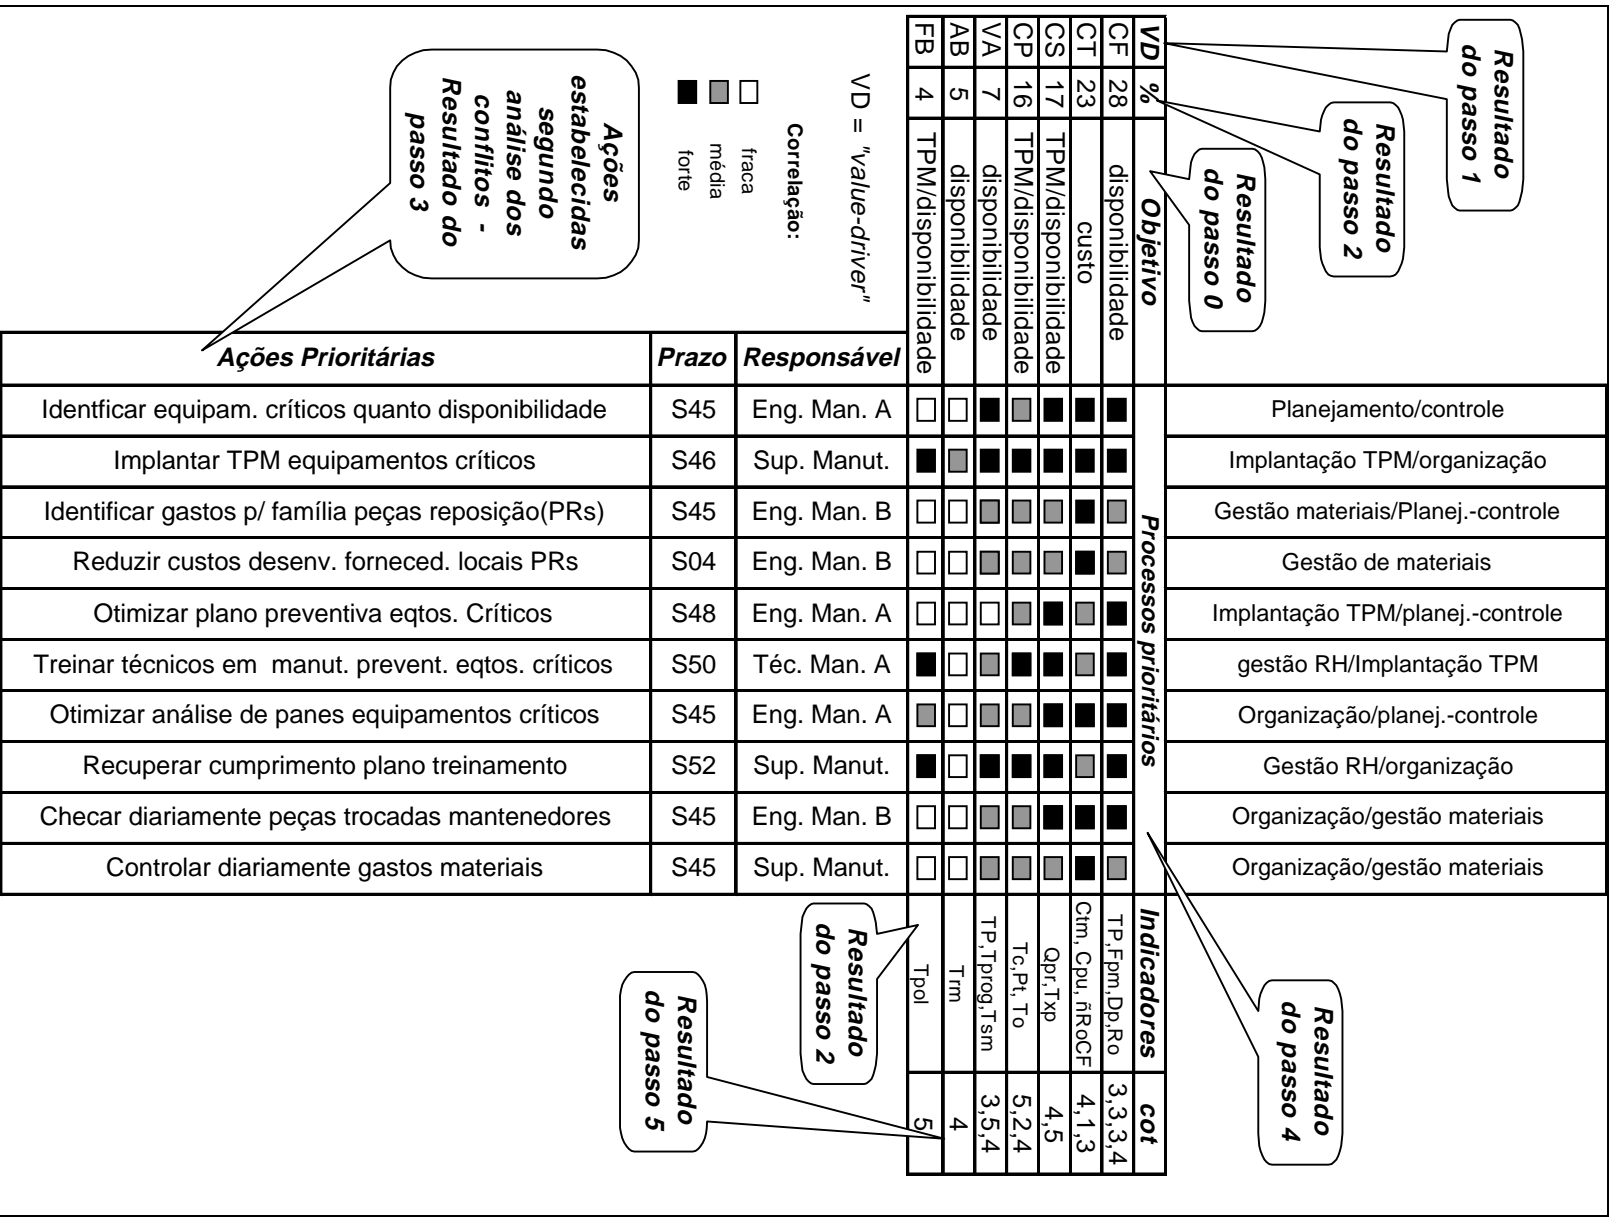 Resultado
do passo 1
Resultado
do passo 2
Resultado
do passo 0
VD % Objetivo
CF 28 disponibilidade
CT 23 custo
CS 17 TPM/disponibilidade
CP 16 TPM/disponibilidade
VA 7 disponibilidade
AB 5 disponibilidade
FB 4 TPM/disponibilidade
VD = "value-driver"
Correlação:
fraca
média
forte
Ações
estabelecidas
segundo
análise dos
conflitos -
Resultado do
passo 3
Ações Prioritárias Prazo Responsável
Processos prioritários
Identficar equipam. críticos quanto disponibilidade S45 Eng. Man. A Planejamento/controle
Implantar TPM equipamentos críticos S46 Sup. Manut. Implantação TPM/organização
Identificar gastos p/ família peças reposição(PRs) S45 Eng. Man. B Gestão materiais/Planej.-controle
Reduzir custos desenv. forneced. locais PRs S04 Eng. Man. B Gestão de materiais
Otimizar plano preventiva eqtos. Críticos S48 Eng. Man. A Implantação TPM/planej.-controle
Treinar técnicos em manut. prevent. eqtos. críticos S50 Téc. Man. A gestão RH/Implantação TPM
Otimizar análise de panes equipamentos críticos S45 Eng. Man. A Organização/planej.-controle
Recuperar cumprimento plano treinamento S52 Sup. Manut. Gestão RH/organização
Checar diariamente peças trocadas mantenedores S45 Eng. Man. B Organização/gestão materiais
Controlar diariamente gastos materiais S45 Sup. Manut. Organização/gestão materiais
Indicadores cot
TP,Fpm,Dp,Ro 3,3,3,4
Ctm, Cpu, ñRoCF 4,1,3
Qpr,Txp 4,5
Tc,Pt, To 5,2,4
TP,Tprog,Tsm 3,5,4
Trm 4
Tpol 5
Resultado
do passo 4
Resultado
do passo 2
Resultado
do passo 5